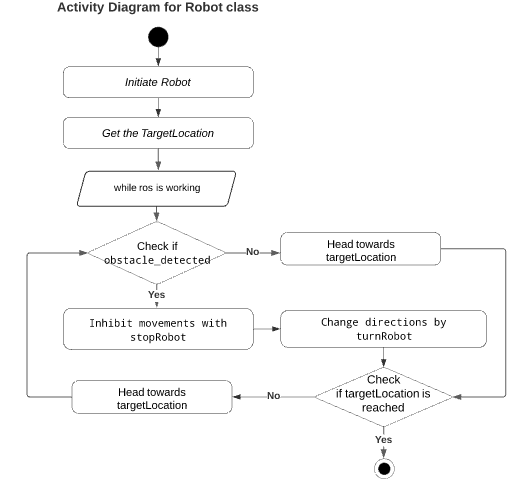 Activity Diagram for Robot class
Initiate Robot
Get the TargetLocation
while ros is working
Check if
obstacle_detected
No
Head towards
targetLocation
Yes
Inhibit movements with
stopRobot
Change directions by
turnRobot
Check
if targetLocation is
reached
No
Head towards
targetLocation
Yes